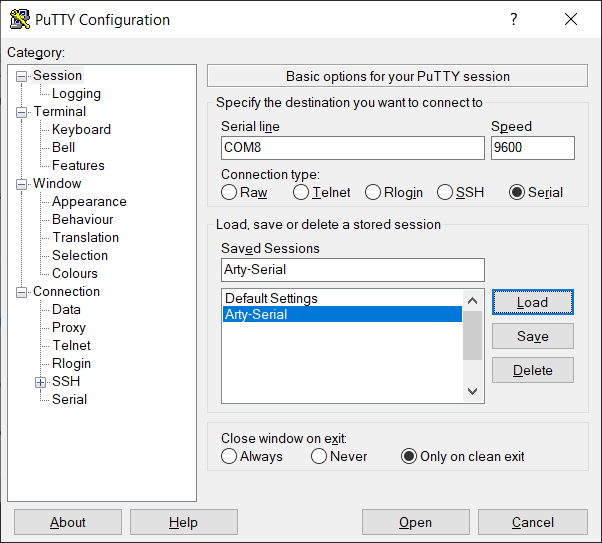 PuTTY Configuration
?
Category:
Session
Logging
Terminal
Keyboard
Bell
Features
Window
Appearance
Behaviour
Translation
Selection
Colours
Connection
Data
Proxy
Telnet
Rlogin
SSH
Serial
Basic options for your PuTTY session
Specify the destination you want to connect to
Serial line Speed
COM8 9600
Connection type:
Raw Telnet Rlogin SSH Serial
Load, save or delete a stored session
Saved Sessions
Arty-Serial
Default Settings
Arty-Serial
Load
Save
Delete
Close window on exit:
Always Never Only on clean exit
About Help Open Cancel